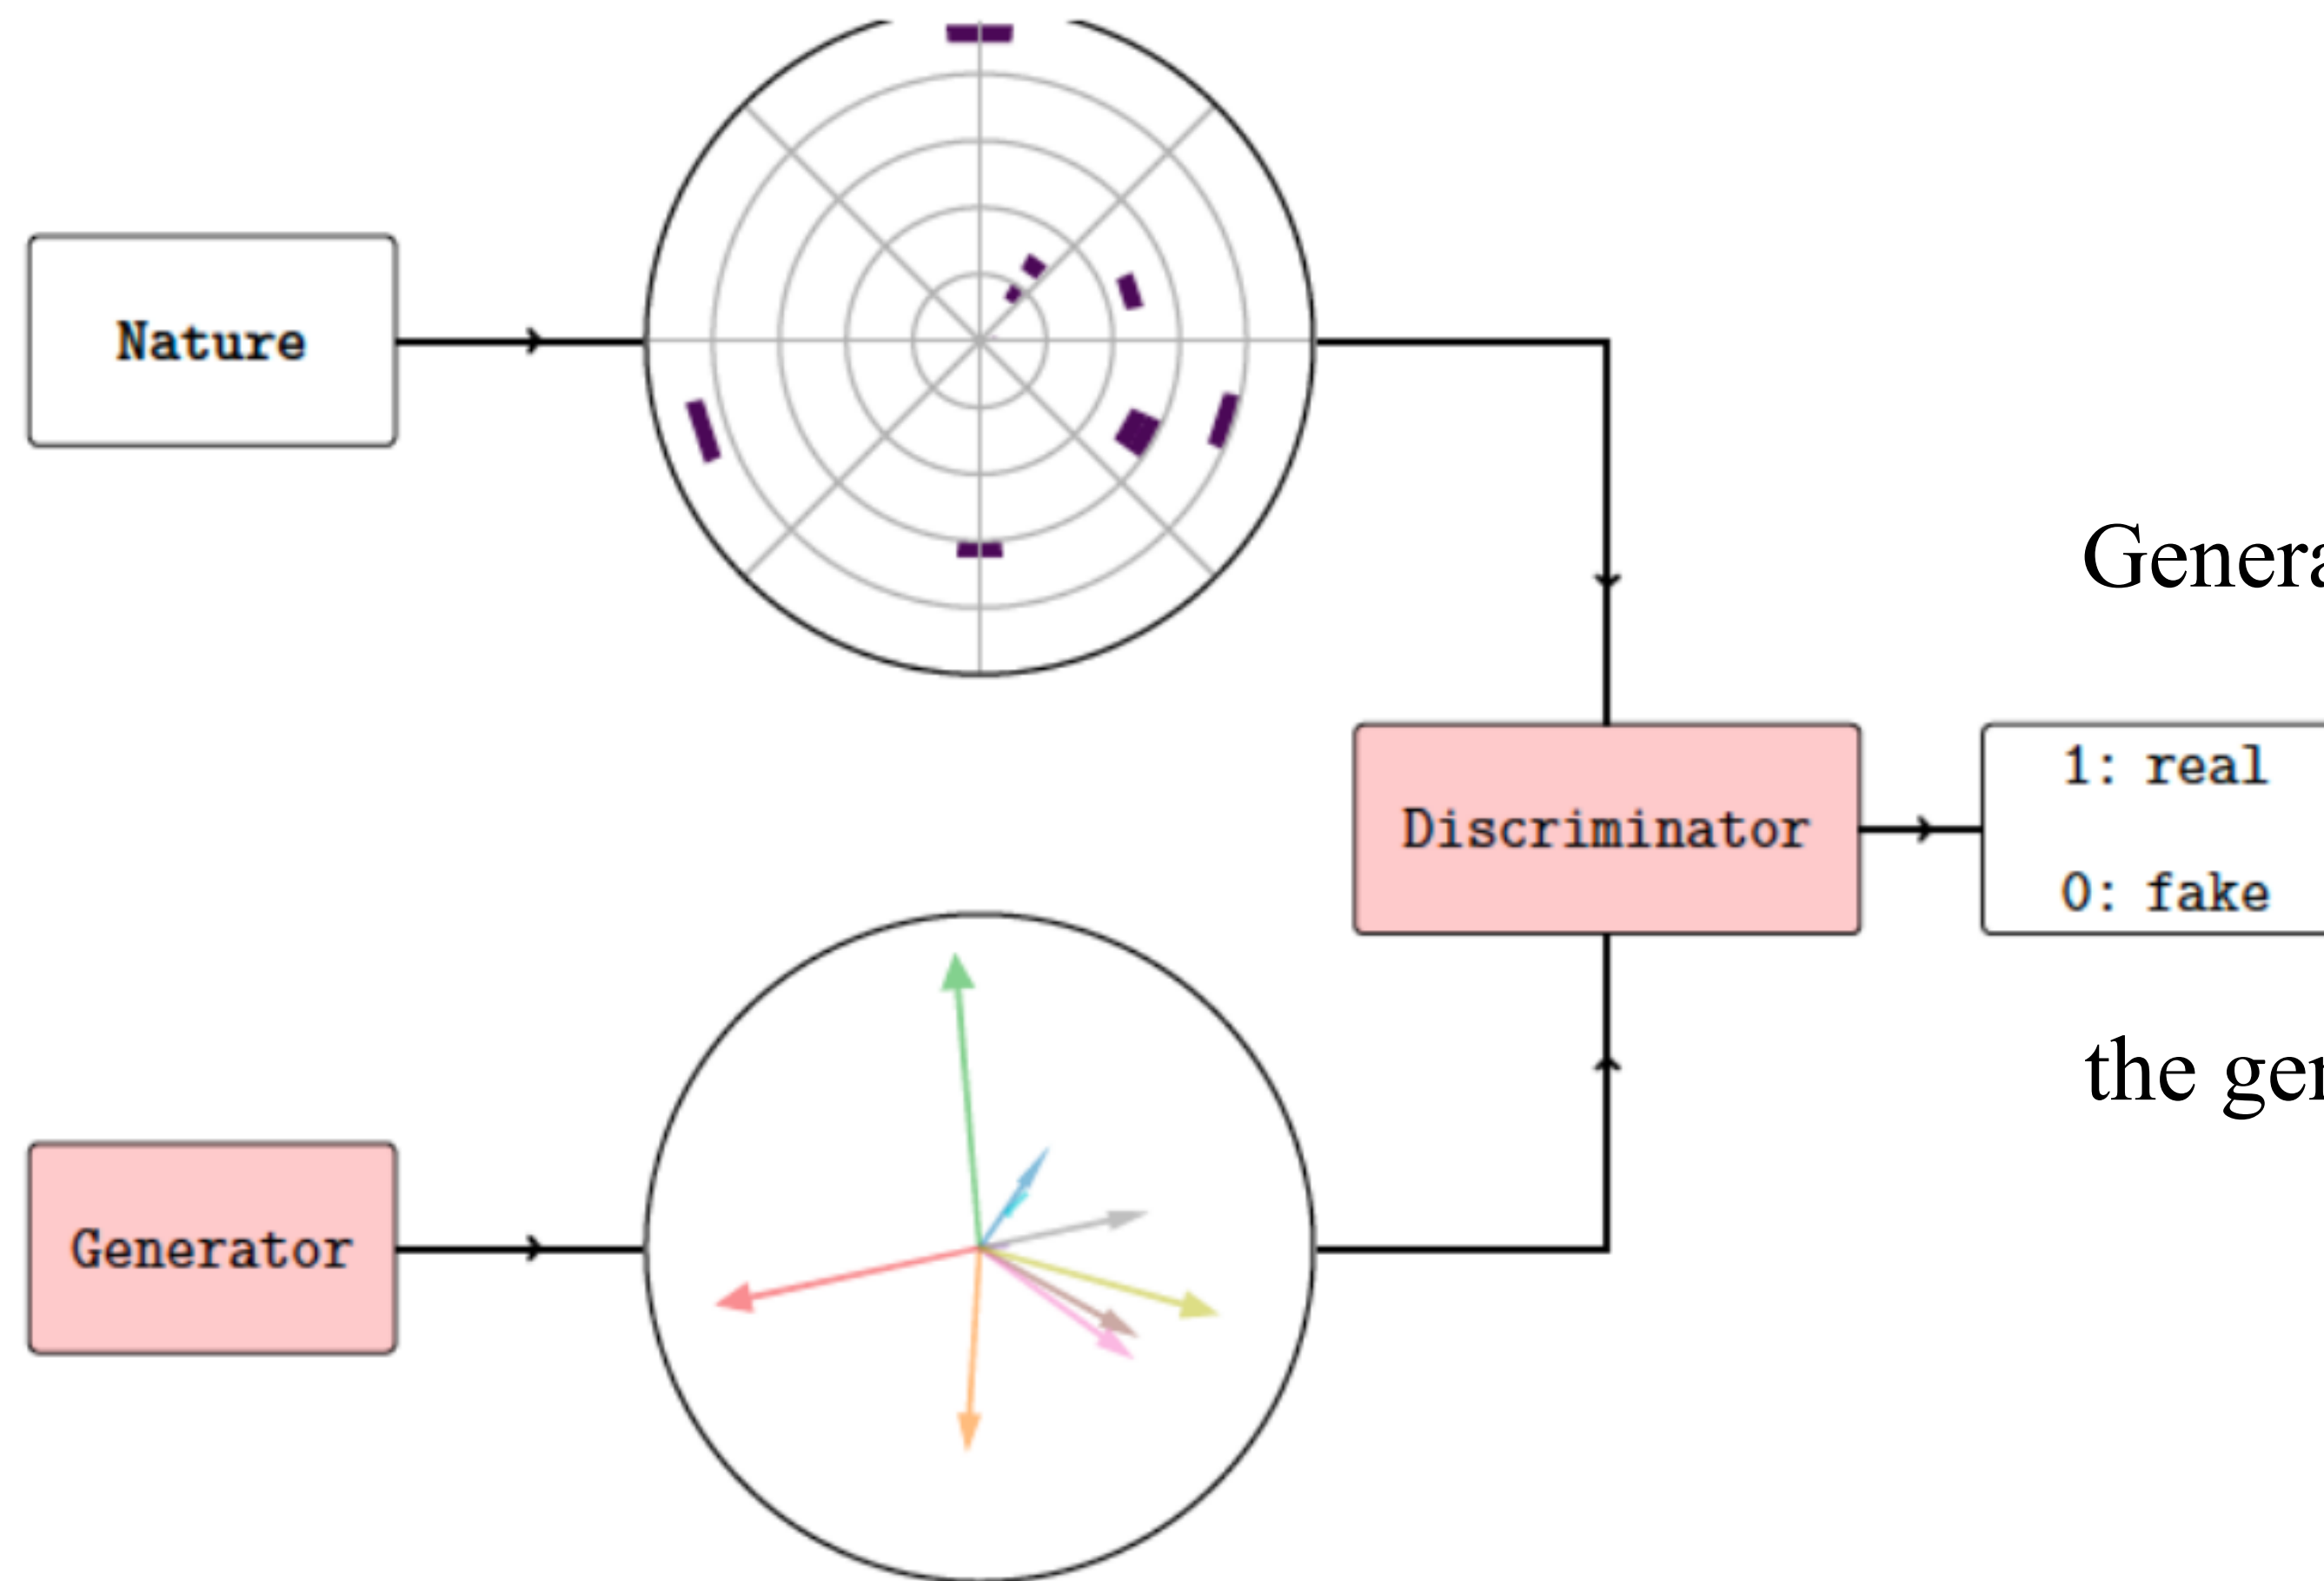 Nature
Discriminator
1: real
0: fake
Generator